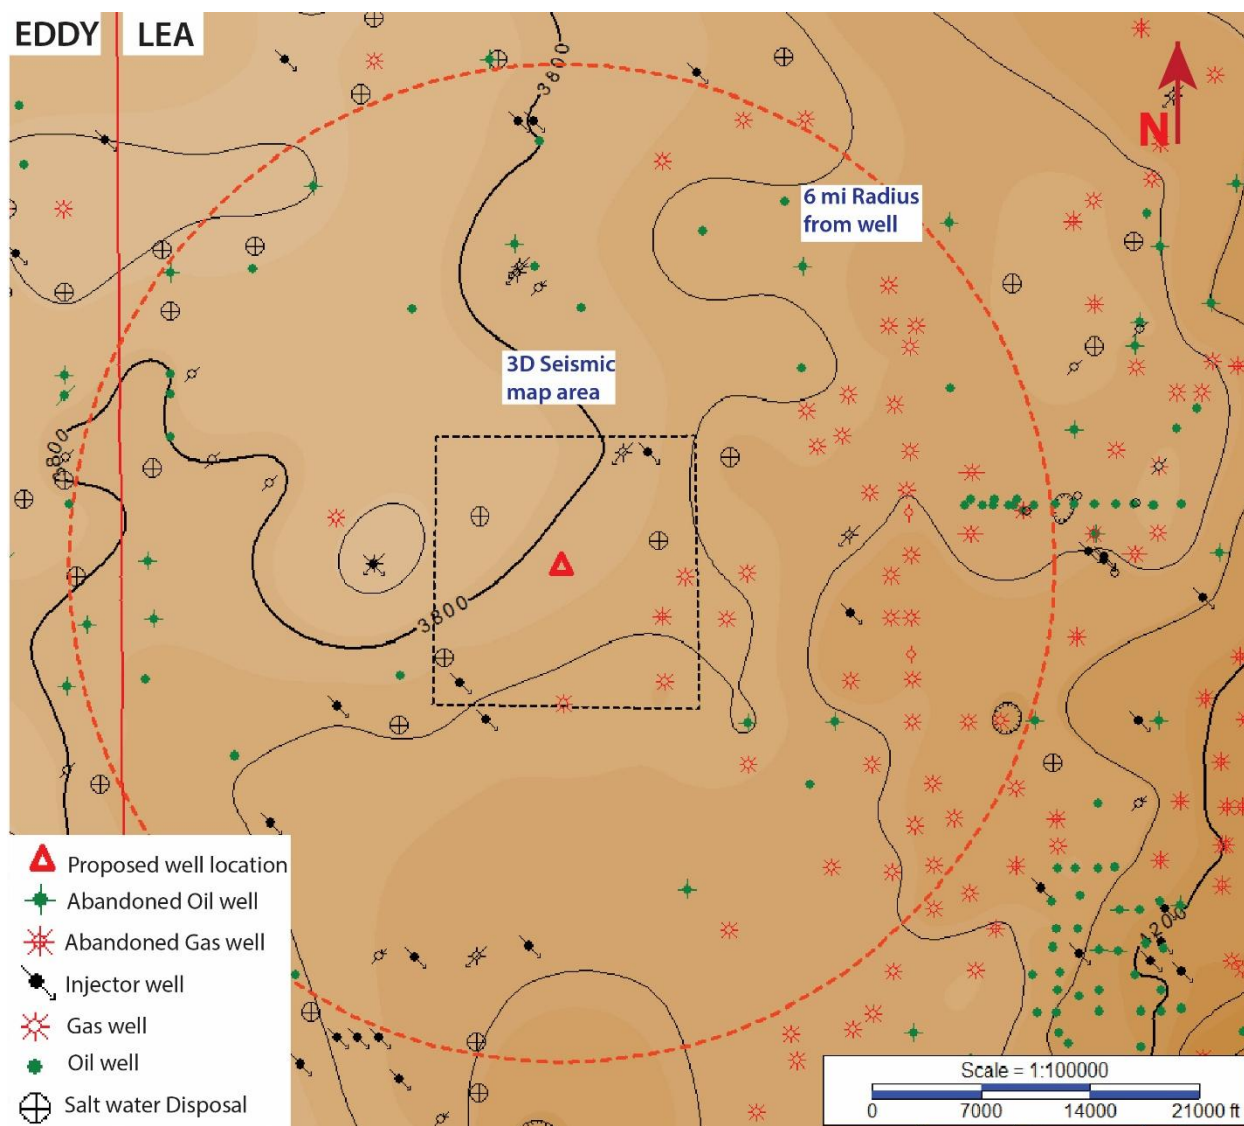 EDDY LEA
3800
N
6 mi Radius
from well
3D Seismic
map area
3800
3800
4200
Proposed well location
Abandoned Oil well
Abandoned Gas well
Injector well
Gas well
Oil well
Salt water Disposal
Scale = 1:100000
0 7000 14000 21000 ft